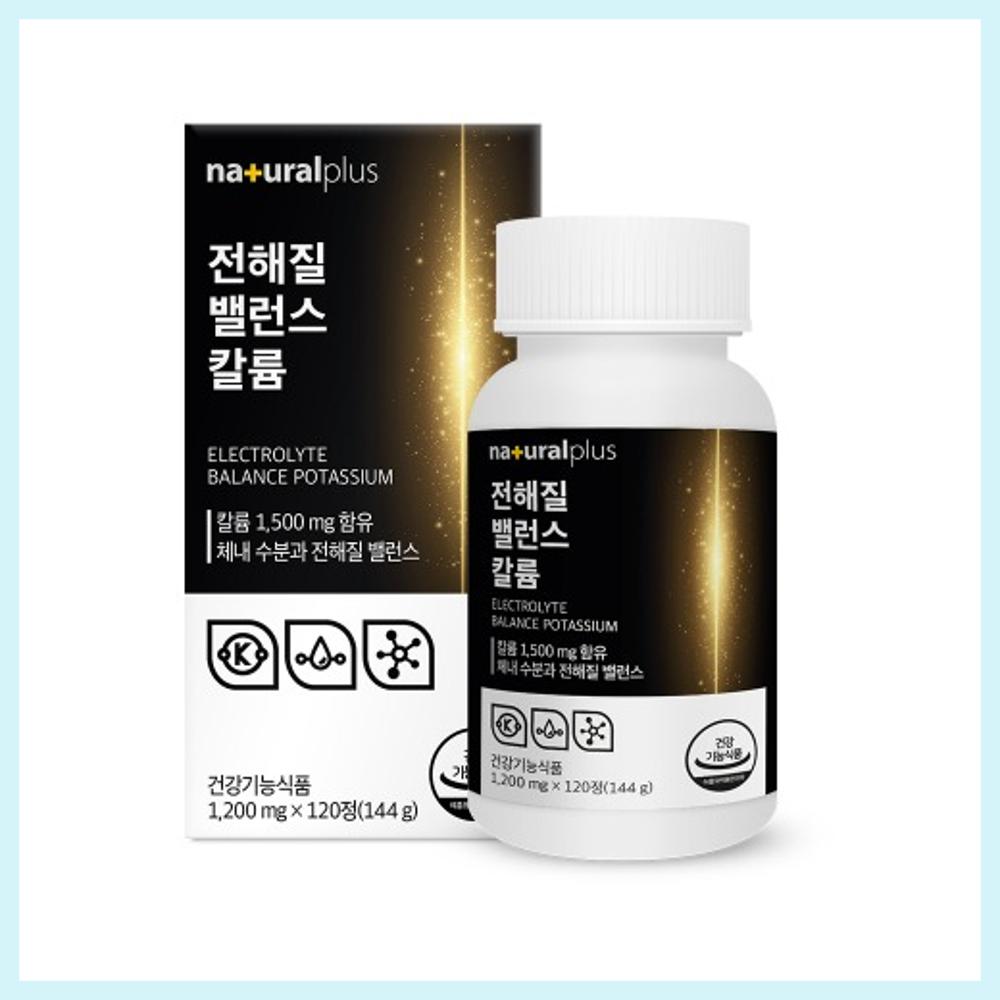 na+uralplus
전해질
밸런스
칼륨
ELECTROLYTE
BALANCE POTASSIUM
칼륨 1,500 mg 함유
체내 수분과 전해질 밸런스
K
건강기능식품
1,200 mg × 120정(144 g)
na+uralplus
전해질
밸런스
칼륨
ELECTROLYTE
BALANCE POTASSIUM
칼륨 1,500 mg 함유
체내 수분과 전해질 밸런스
K
건강
기능식품
건강기능식품
1,200 mg × 120정(144 g)